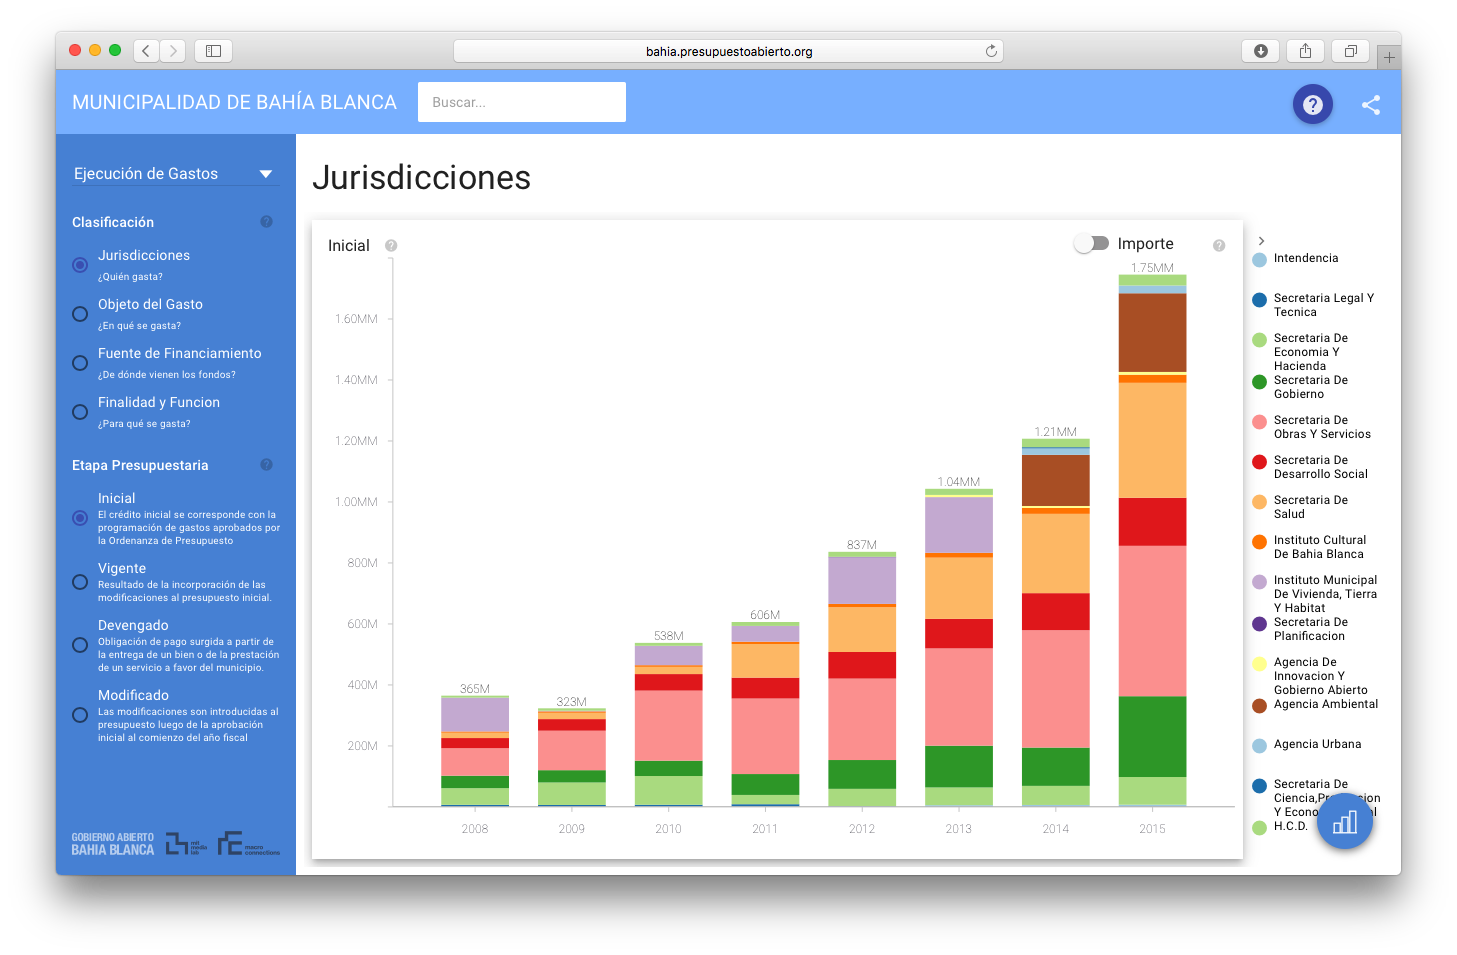 bahia.presupuestoabierto.org
MUNICIPALIDAD DE BAHÍA BLANCA
Buscar...
Ejecución de Gastos
Clasificación
Jurisdicciones
¿Quién gasta?
Objeto del Gasto
¿En qué se gasta?
Fuente de Financiamiento
¿De dónde vienen los fondos?
Finalidad y Funcion
¿Para qué se gasta?
Etapa Presupuestaria
Inicial
El crédito inicial se corresponde con la
programación de gastos aprobados por
la Ordenanza de Presupuesto
Vigente
Resultado de la incorporación de las
modificaciones al presupuesto inicial.
Devengado
Obligación de pago surgida a partir de
la entrega de un bien o de la prestación
de un servicio a favor del municipio.
Modificado
Las modificaciones son introducidas al
presupuesto luego de la aprobación
inicial al comienzo del año fiscal
GOBIERNO ABIERTO
BAHIA BLANCA
mit
media
lab
macro
connections
Jurisdicciones
Inicial
Importe
1.60MM
1.40MM
1.20MM
1.00MM
800M
600M
400M
200M
365M
323M
538M
606M
837M
1.04MM
1.21MM
1.75MM
2008
2009
2010
2011
2012
2013
2014
2015
Intendencia
Secretaria Legal Y
Tecnica
Secretaria De
Economia Y
Hacienda
Secretaria De
Gobierno
Secretaria De
Obras Y Servicios
Secretaria De
Desarrollo Social
Secretaria De
Salud
Instituto Cultural
De Bahia Blanca
Instituto Municipal
De Vivienda, Tierra
Y Habitat
Secretaria De
Planificacion
Agencia De
Innovacion Y
Gobierno Abierto
Agencia Ambiental
Agencia Urbana
Secretaria De
Ciencia,
Y
H.C.D.